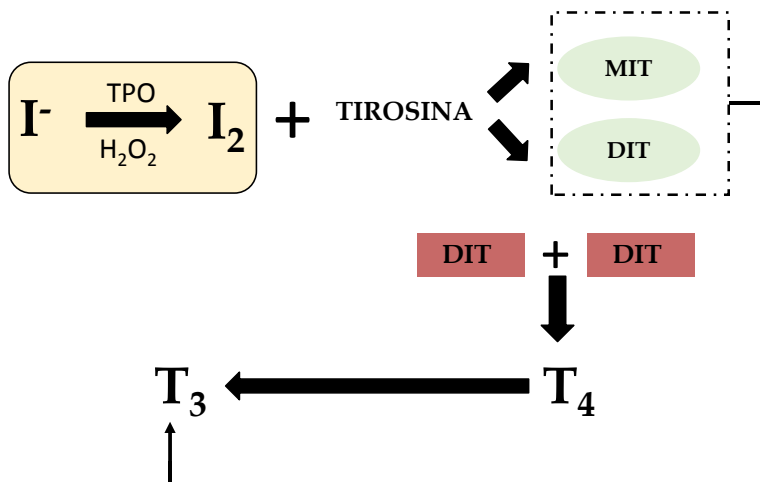 TPO
I⁻ I₂ + TIROSINA
H₂O₂
MIT
DIT
DIT + DIT
T₃ T₄